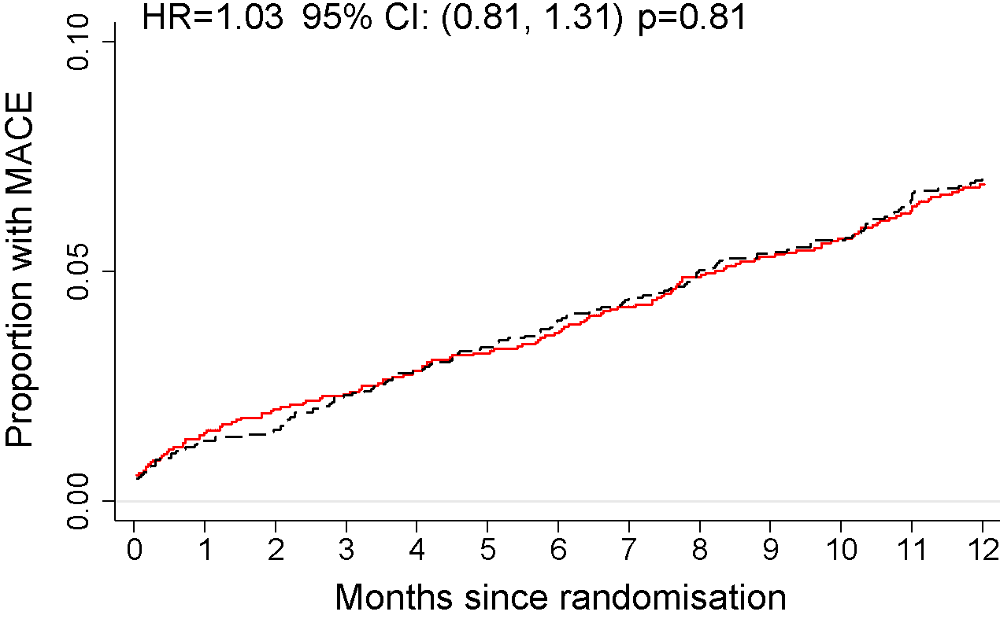 HR=1.03 95% CI: (0.81, 1.31) p=0.81
0.10
0.05
0.00
Proportion with MACE
0 1 2 3 4 5 6 7 8 9 10 11 12
Months since randomisation